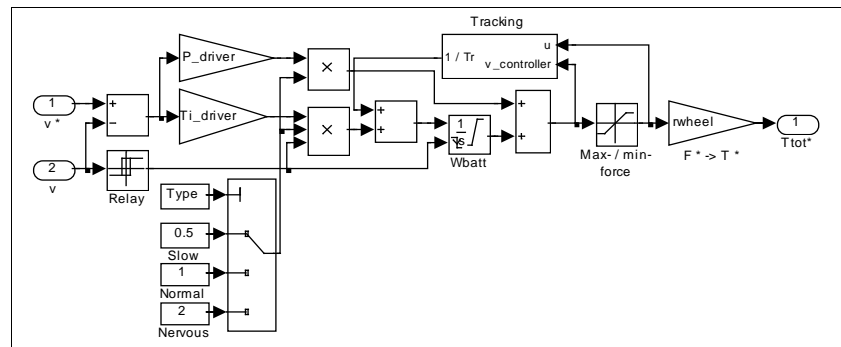 Tracking
P_driver
u
1 / Tr
v_controller
×
1
+
−
v *
Ti_driver
×
+
+
1
s
Wbatt
+
+
Max- / min-
force
rwheel
F * -> T *
1
Ttot*
2
v
Relay
Type
0.5
Slow
1
Normal
2
Nervous